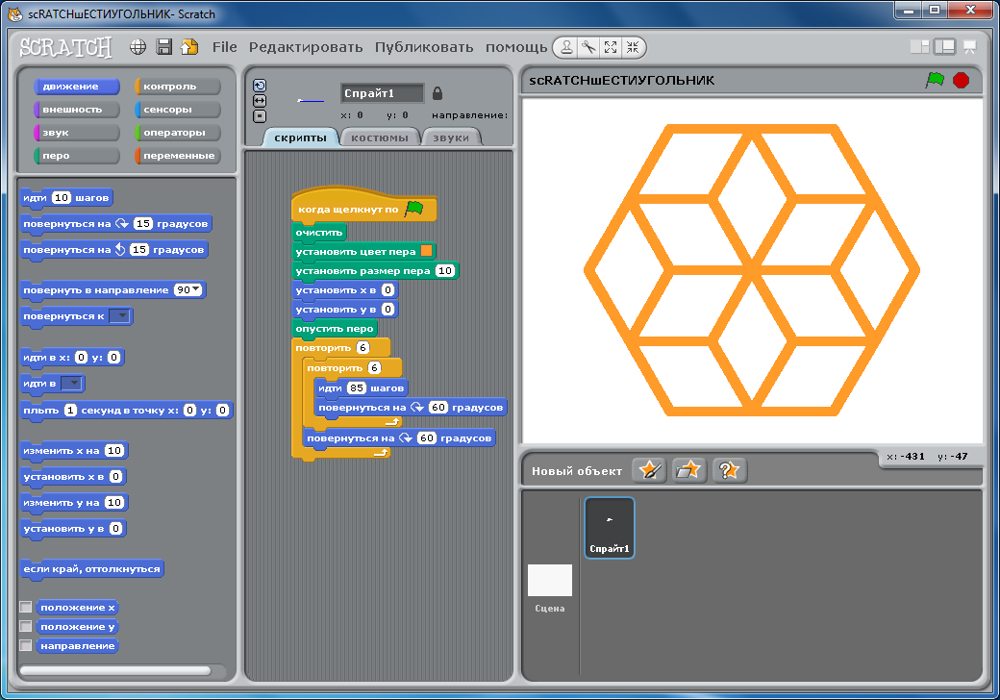 scRATCHшЕСТИУГОЛЬНИК- Scratch
SCRATCH File Редактировать Публиковать помощь
движение контроль
внешность сенсоры
звук операторы
перо переменные
идти 10 шагов
повернуться на 15 градусов
повернуться на 15 градусов
повернуть в направление 90
повернуться к
идти в x: 0 y: 0
идти в
плыть 1 секунд в точку x: 0 y: 0
изменить x на 10
установить x в 0
изменить y на 10
установить y в 0
если край, оттолкнуться
положение x
положение y
направление
Спрайт1
x: 0 y: 0 направление:
скрипты костюмы звуки
когда щелкнут по
очистить
установить цвет пера
установить размер пера 10
установить x в 0
установить y в 0
опустить перо
повторить 6
повторить 6
идти 85 шагов
повернуться на 60 градусов
повернуться на 60 градусов
scRATCHшЕСТИУГОЛЬНИК
x: -431 y: -47
Новый объект
Спрайт1
Сцена